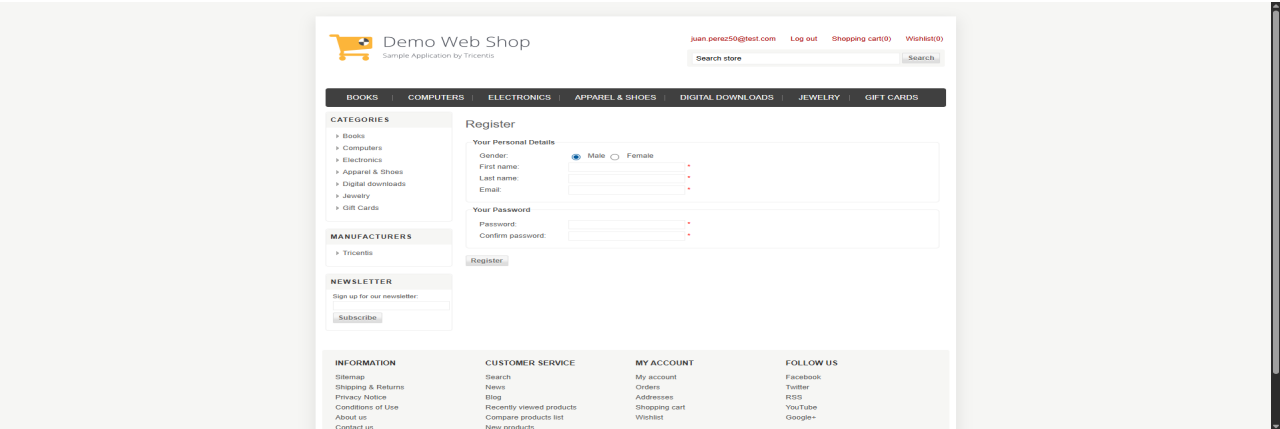 Demo Web Shop
Sample Application by Tricentis
juan.perez50@test.com Log out Shopping cart(0) Wishlist(0)
Search store Search
BOOKS COMPUTERS ELECTRONICS APPAREL & SHOES DIGITAL DOWNLOADS JEWELRY GIFT CARDS
CATEGORIES
Books
Computers
Electronics
Apparel & Shoes
Digital downloads
Jewelry
Gift Cards
MANUFACTURERS
Tricentis
NEWSLETTER
Sign up for our newsletter:
Subscribe
Register
Your Personal Details
Gender: Male Female
First name: *
Last name: *
Email: *
Your Password
Password: *
Confirm password: *
Register
INFORMATION
Sitemap
Shipping & Returns
Privacy Notice
Conditions of Use
About us
Contact us
CUSTOMER SERVICE
Search
News
Blog
Recently viewed products
Compare products list
New products
MY ACCOUNT
My account
Orders
Addresses
Shopping cart
Wishlist
FOLLOW US
Facebook
Twitter
RSS
YouTube
Google+